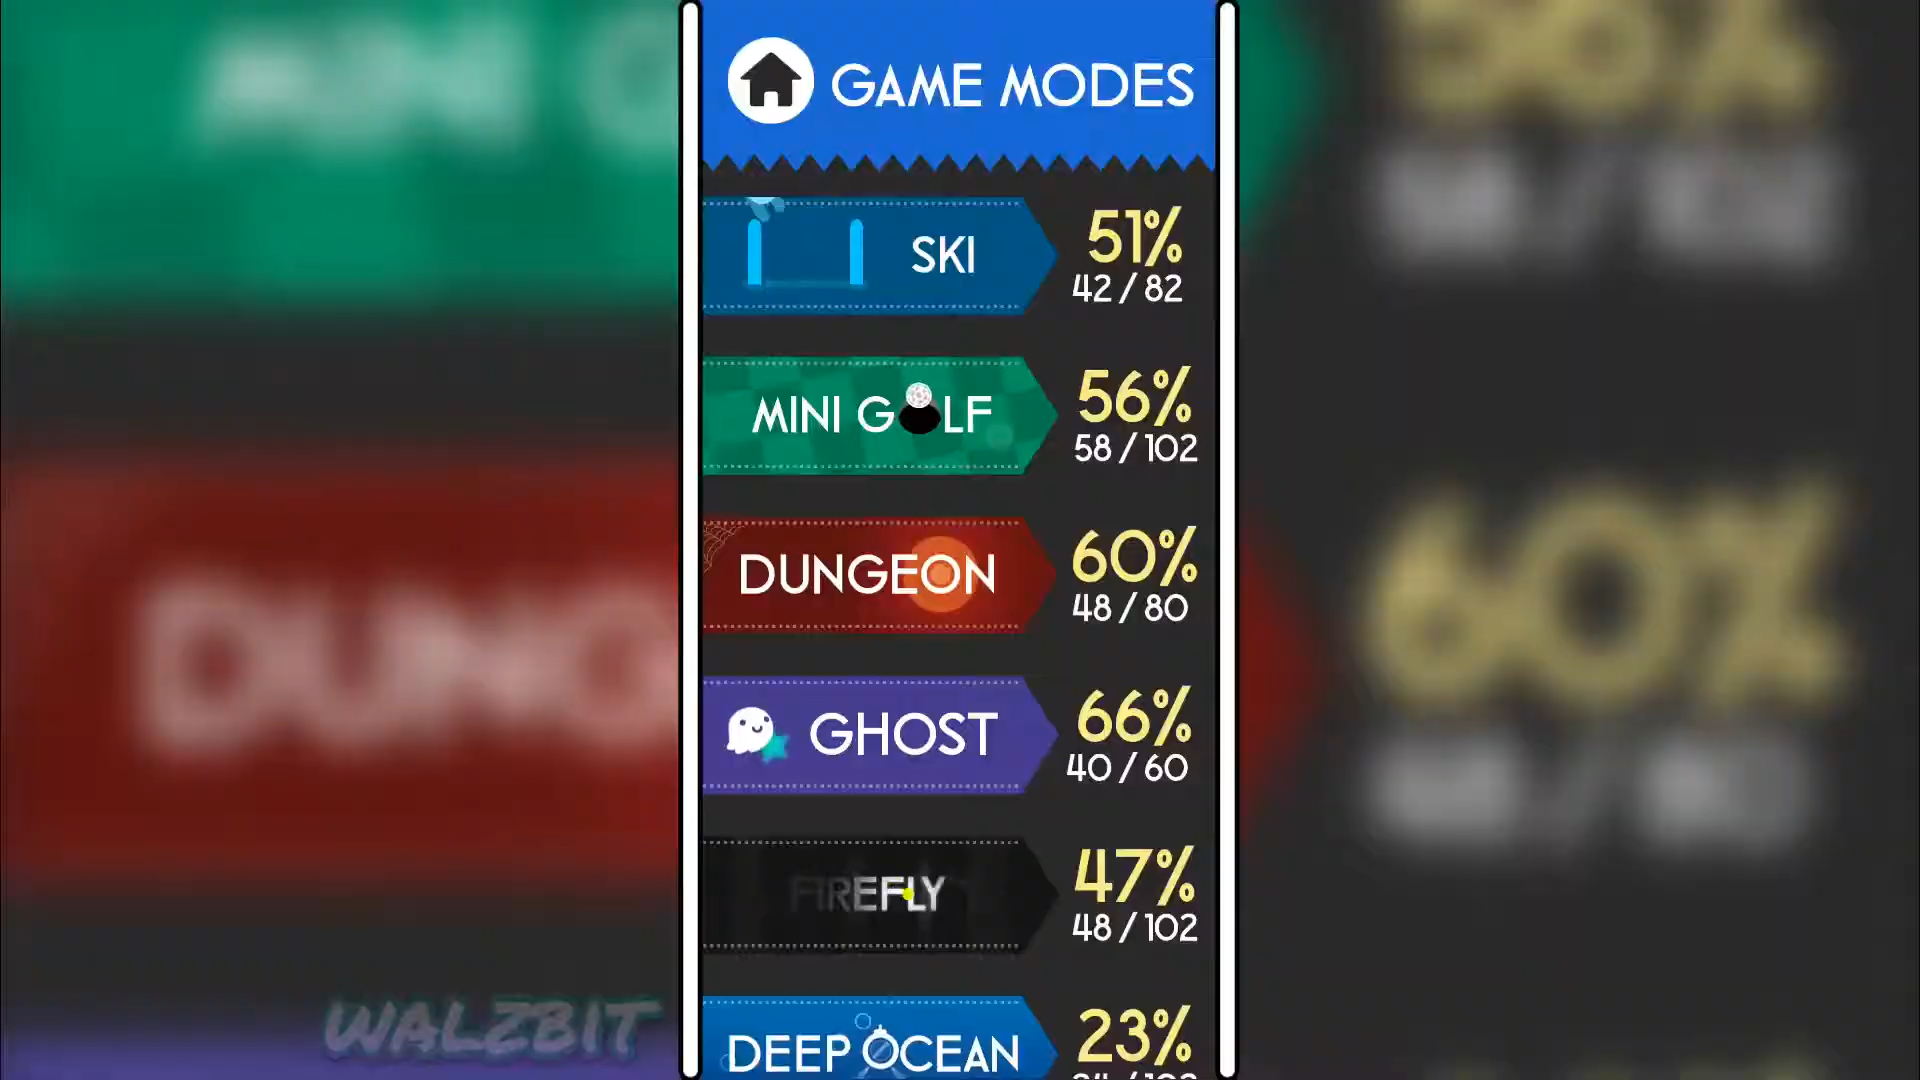 GAME MODES
SKI
51%
42 / 82
MINI G LF
56%
58 / 102
DUNGEON
60%
48 / 80
GHOST
66%
40 / 60
FIREFLY
47%
48 / 102
DEEP OCEAN
23%
WALZBIT